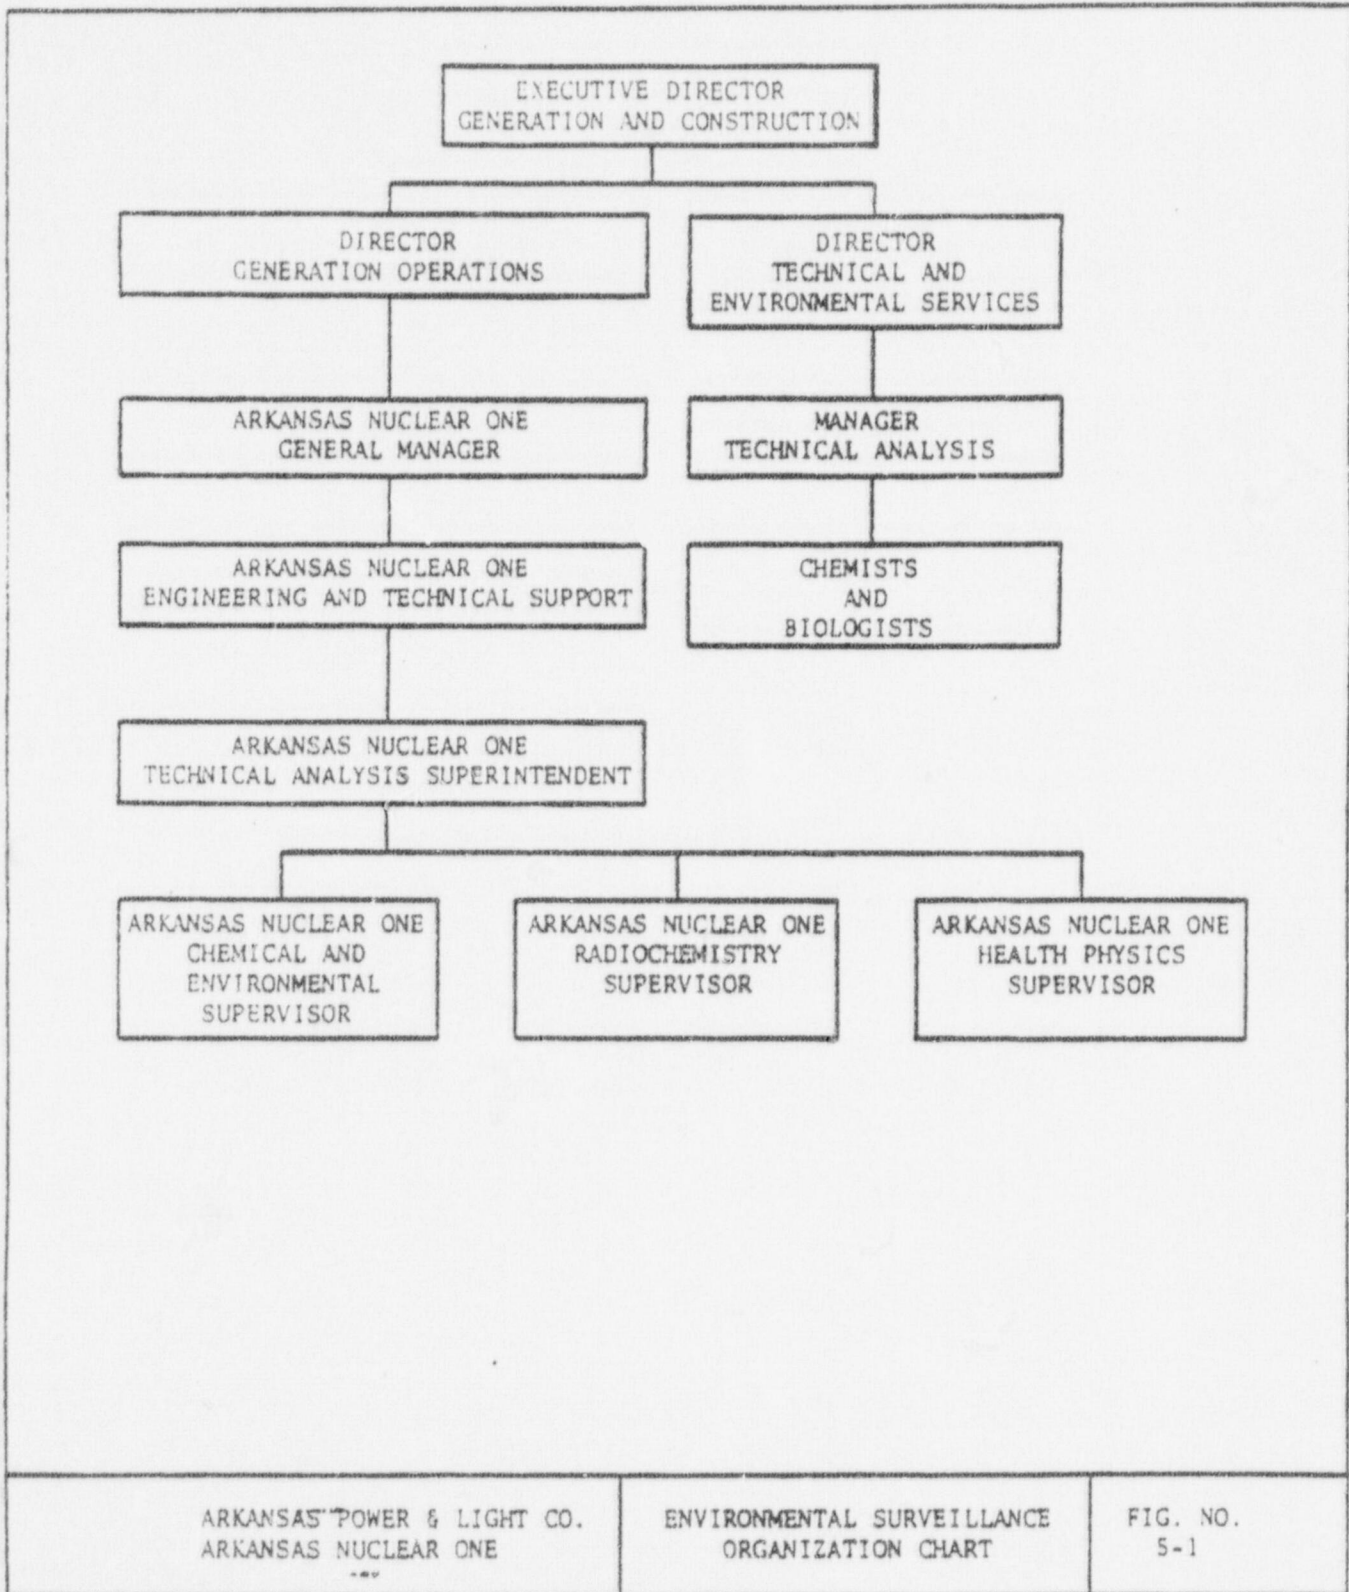 EXECUTIVE DIRECTOR
GENERATION AND CONSTRUCTION
DIRECTOR
GENERATION OPERATIONS
DIRECTOR
TECHNICAL AND
ENVIRONMENTAL SERVICES
ARKANSAS NUCLEAR ONE
GENERAL MANAGER
MANAGER
TECHNICAL ANALYSIS
ARKANSAS NUCLEAR ONE
ENGINEERING AND TECHNICAL SUPPORT
CHEMISTS
AND
BIOLOGISTS
ARKANSAS NUCLEAR ONE
TECHNICAL ANALYSIS SUPERINTENDENT
ARKANSAS NUCLEAR ONE
CHEMICAL AND
ENVIRONMENTAL
SUPERVISOR
ARKANSAS NUCLEAR ONE
RADIOCHEMISTRY
SUPERVISOR
ARKANSAS NUCLEAR ONE
HEALTH PHYSICS
SUPERVISOR
ARKANSAS POWER & LIGHT CO.
ARKANSAS NUCLEAR ONE
ENVIRONMENTAL SURVEILLANCE
ORGANIZATION CHART
FIG. NO.
5-1